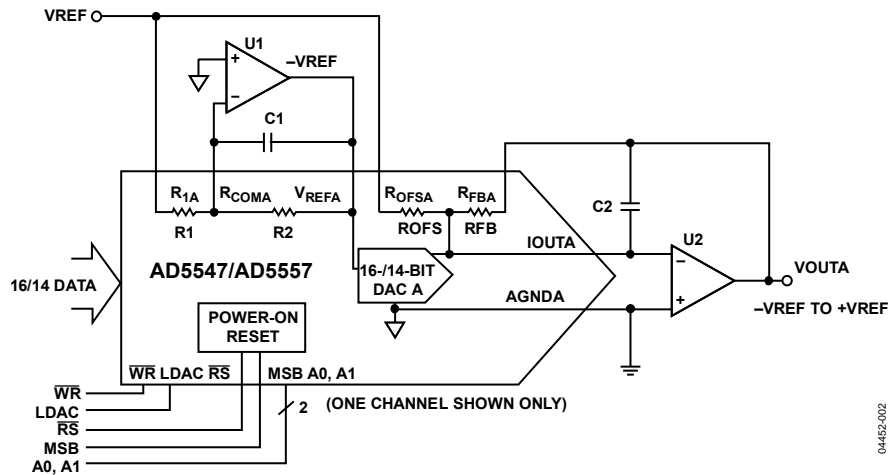 VREF
U1
+
–VREF
–
C1
R1A RCOMA VREFA ROFSA RFBA
R1 R2 ROFS RFB
C2
IOUTA
U2
–
+
VOUTA
–VREF TO +VREF
16/14 DATA
AD5547/AD5557
16-/14-BIT
DAC A
AGNDA
POWER-ON
RESET
WR LDAC RS MSB A0, A1
WR
LDAC
RS
MSB
A0, A1
2
(ONE CHANNEL SHOWN ONLY)
04452-002